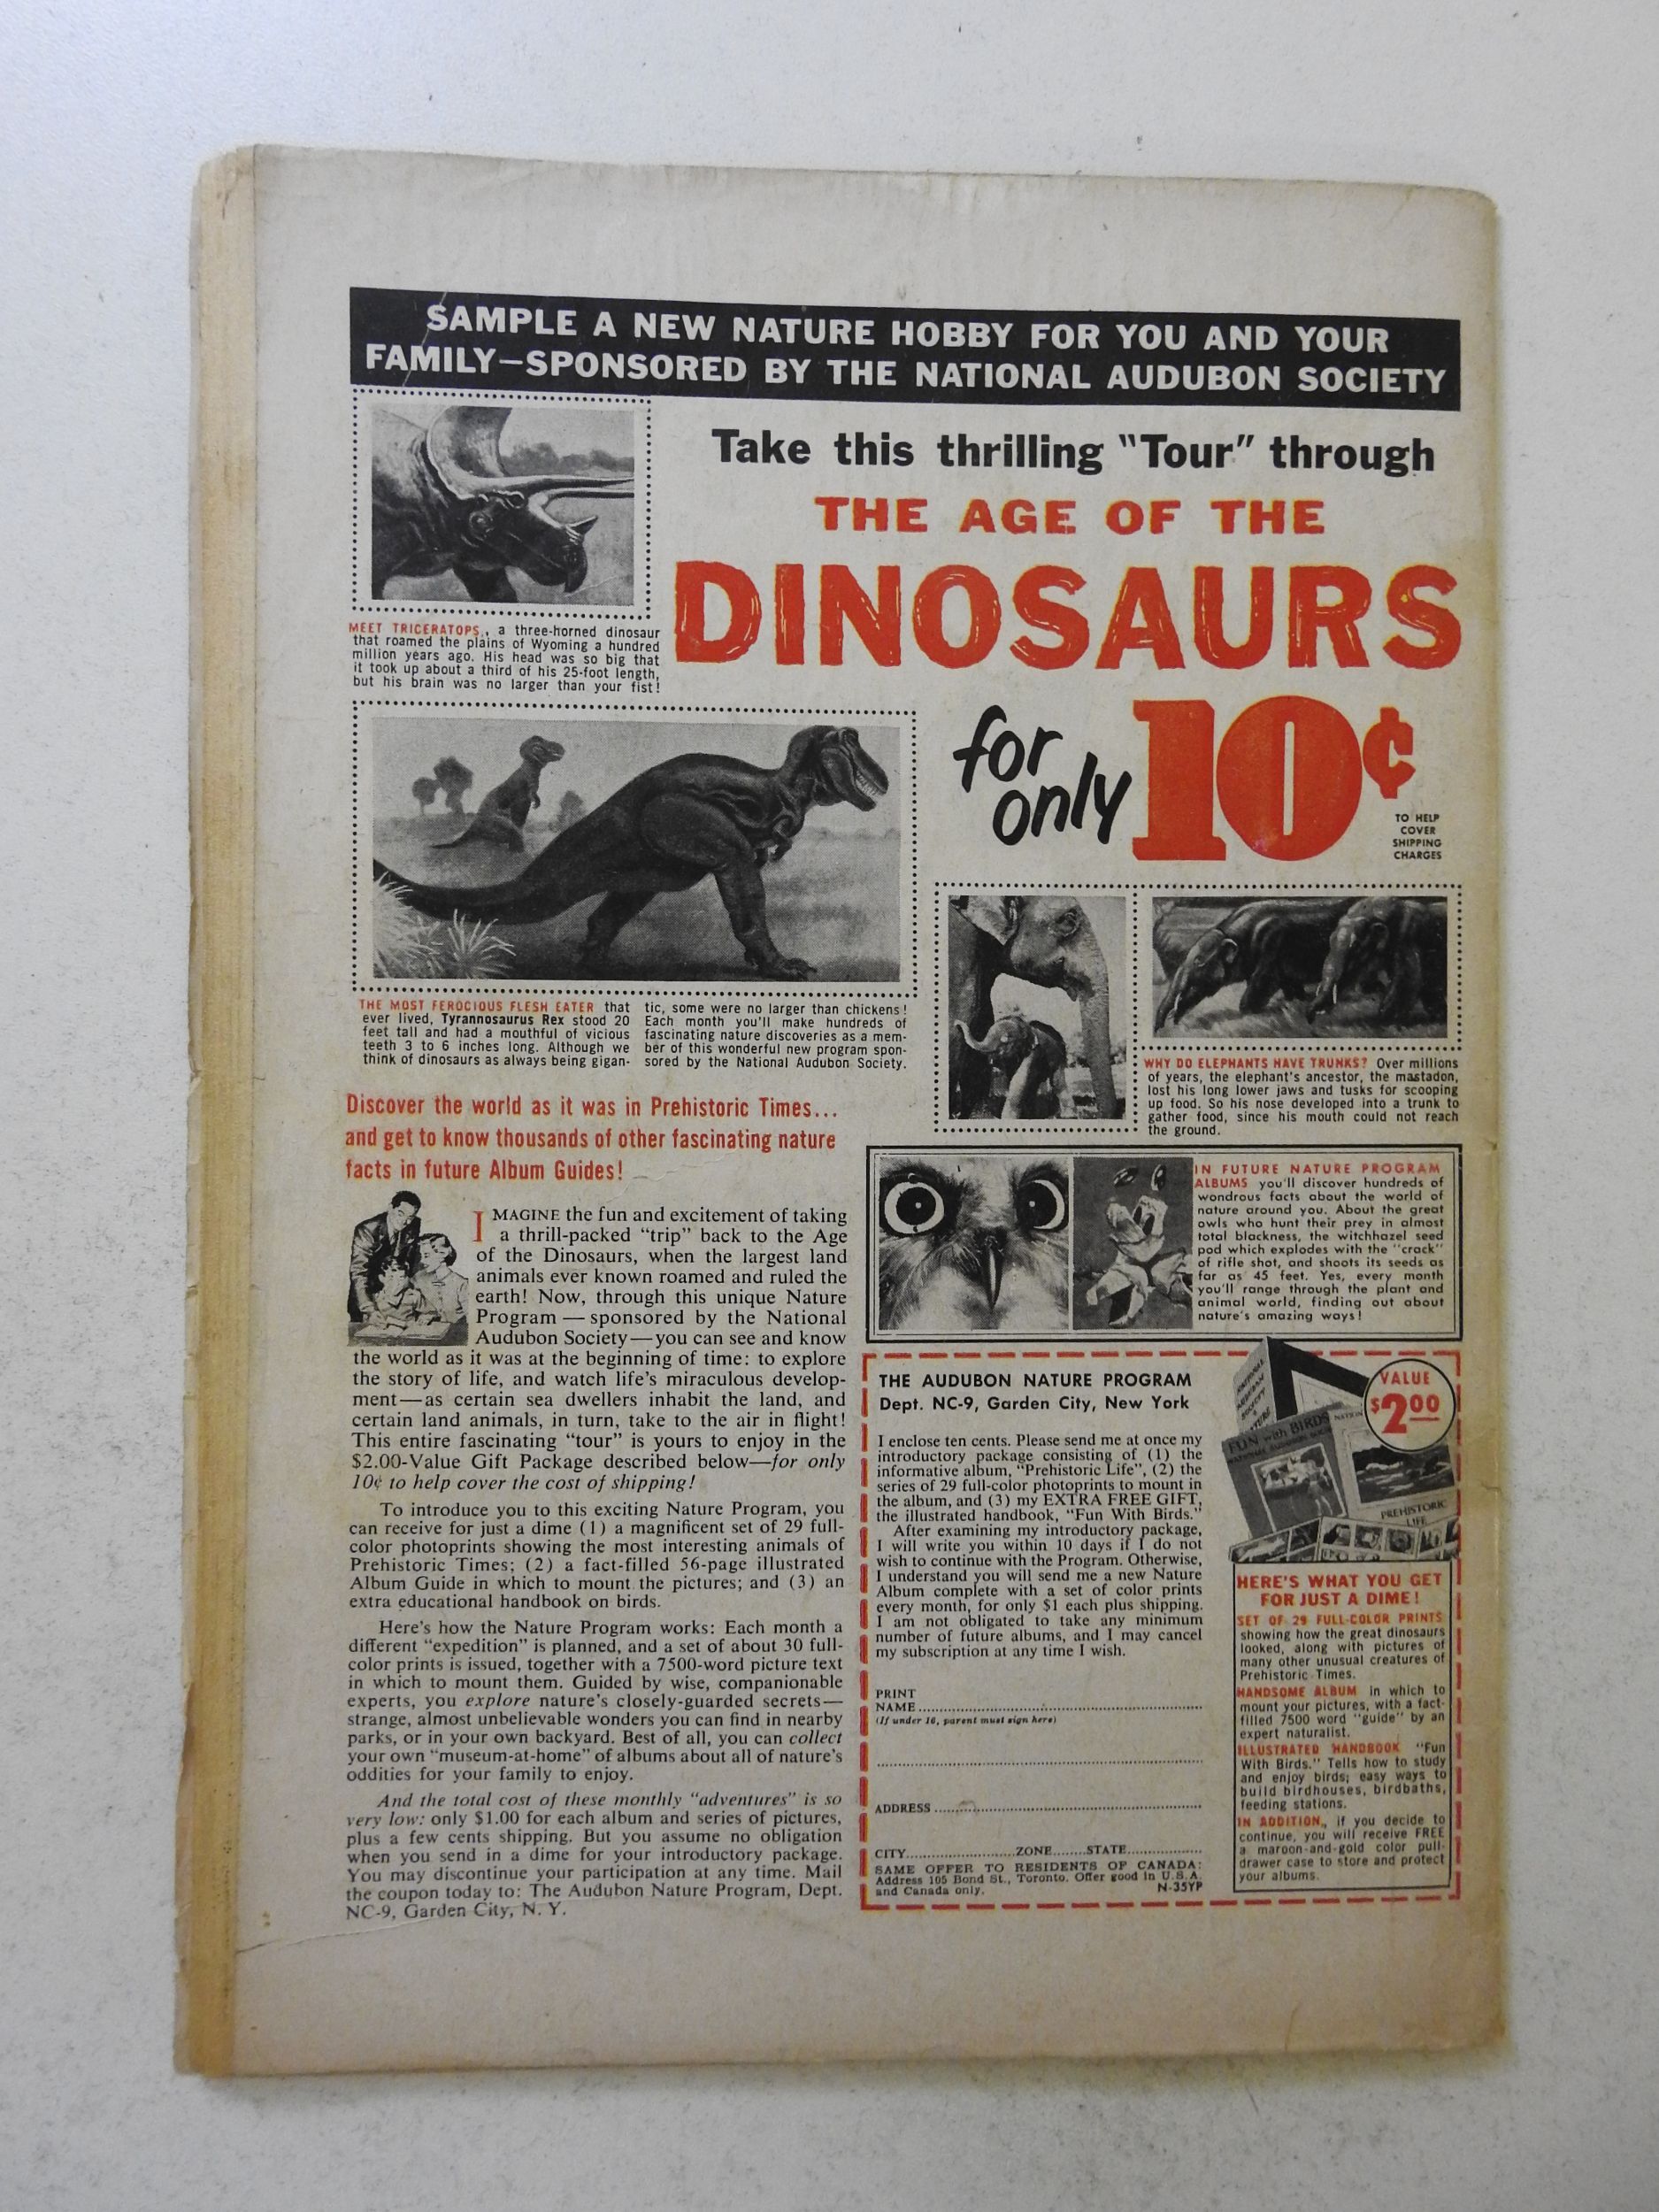 SAMPLE A NEW NATURE HOBBY FOR YOU AND YOUR
FAMILY—SPONSORED BY THE NATIONAL AUDUBON SOCIETY
Take this thrilling "Tour" through
THE AGE OF THE
DINOSAURS
for only 10¢
TO HELP
COVER
SHIPPING
CHARGES
MEET TRICERATOPS, a three-horned dinosaur
that roamed the plains of Wyoming a hundred
million years ago. His head was so big that
it took up about a third of his 25-foot length,
but his brain was no larger than your fist!
THE MOST FEROCIOUS FLESH EATER that
ever lived, Tyrannosaurus Rex stood 20
feet tall and had a mouthful of vicious
teeth 3 to 6 inches long. Although we
think of dinosaurs as always being gigan-
tic, some were no larger than chickens!
Each month you'll make hundreds of
fascinating nature discoveries as a mem-
ber of this wonderful new program spon-
sored by the National Audubon Society.
WHY DO ELEPHANTS HAVE TRUNKS? Over millions
of years, the elephant's ancestor, the mastadon,
lost his long lower jaws and tusks for scooping
up food. So his nose developed into a trunk to
gather food, since his mouth could not reach
the ground.
Discover the world as it was in Prehistoric Times...
and get to know thousands of other fascinating nature
facts in future Album Guides!
IMAGINE the fun and excitement of taking
a thrill-packed "trip" back to the Age
of the Dinosaurs, when the largest land
animals ever known roamed and ruled the
earth! Now, through this unique Nature
Program — sponsored by the National
Audubon Society—you can see and know
the world as it was at the beginning of time: to explore
the story of life, and watch life's miraculous develop-
ment—as certain sea dwellers inhabit the land, and
certain land animals, in turn, take to the air in flight!
This entire fascinating "tour" is yours to enjoy in the
$2.00-Value Gift Package described below—for only
10¢ to help cover the cost of shipping!
To introduce you to this exciting Nature Program, you
can receive for just a dime (1) a magnificent set of 29 full-
color photoprints showing the most interesting animals of
Prehistoric Times; (2) a fact-filled 56-page illustrated
Album Guide in which to mount the pictures; and (3) an
extra educational handbook on birds.
Here's how the Nature Program works: Each month a
different "expedition" is planned, and a set of about 30 full-
color prints is issued, together with a 7500-word picture text
in which to mount them. Guided by wise, companionable
experts, you explore nature's closely-guarded secrets—
strange, almost unbelievable wonders you can find in nearby
parks, or in your own backyard. Best of all, you can collect
your own "museum-at-home" of albums about all of nature's
oddities for your family to enjoy.
And the total cost of these monthly "adventures" is so
very low: only $1.00 for each album and series of pictures,
plus a few cents shipping. But you assume no obligation
when you send in a dime for your introductory package.
You may discontinue your participation at any time. Mail
the coupon today to: The Audubon Nature Program, Dept.
NC-9, Garden City, N. Y.
IN FUTURE NATURE PROGRAM
ALBUMS you'll discover hundreds of
wondrous facts about the world of
nature around you. About the great
owls who hunt their prey in almost
total blackness, the witchhazel seed
pod which explodes with the "crack"
of rifle shot, and shoots its seeds as
far as 45 feet. Yes, every month
you'll range through the plant and
animal world, finding out about
nature's amazing ways!
THE AUDUBON NATURE PROGRAM
Dept. NC-9, Garden City, New York
I enclose ten cents. Please send me at once my
introductory package consisting of (1) the
informative album, "Prehistoric Life", (2) the
series of 29 full-color photoprints to mount in
the album, and (3) my EXTRA FREE GIFT,
the illustrated handbook, "Fun With Birds."
After examining my introductory package,
I will write you within 10 days if I do not
wish to continue with the Program. Otherwise,
I understand you will send me a new Nature
Album complete with a set of color prints
every month, for only $1 each plus shipping.
I am not obligated to take any minimum
number of future albums, and I may cancel
my subscription at any time I wish.
PRINT
NAME
(If under 16, parent must sign here)
ADDRESS
CITY ZONE STATE
SAME OFFER TO RESIDENTS OF CANADA:
Address 105 Bond St., Toronto. Offer good in U.S.A.
and Canada only. N-35YP
VALUE
$2.00
FUN with BIRDS
PREHISTORIC
LIFE
HERE'S WHAT YOU GET
FOR JUST A DIME!
SET OF 29 FULL-COLOR PRINTS
showing how the great dinosaurs
looked, along with pictures of
many other unusual creatures of
Prehistoric Times.
HANDSOME ALBUM in which to
mount your pictures, with a fact-
filled 7500 word "guide" by an
expert naturalist.
ILLUSTRATED HANDBOOK "Fun
With Birds." Tells how to study
and enjoy birds; easy ways to
build birdhouses, birdbaths,
feeding stations.
IN ADDITION, if you decide to
continue, you will receive FREE
a maroon-and-gold color pull-
drawer case to store and protect
your albums.